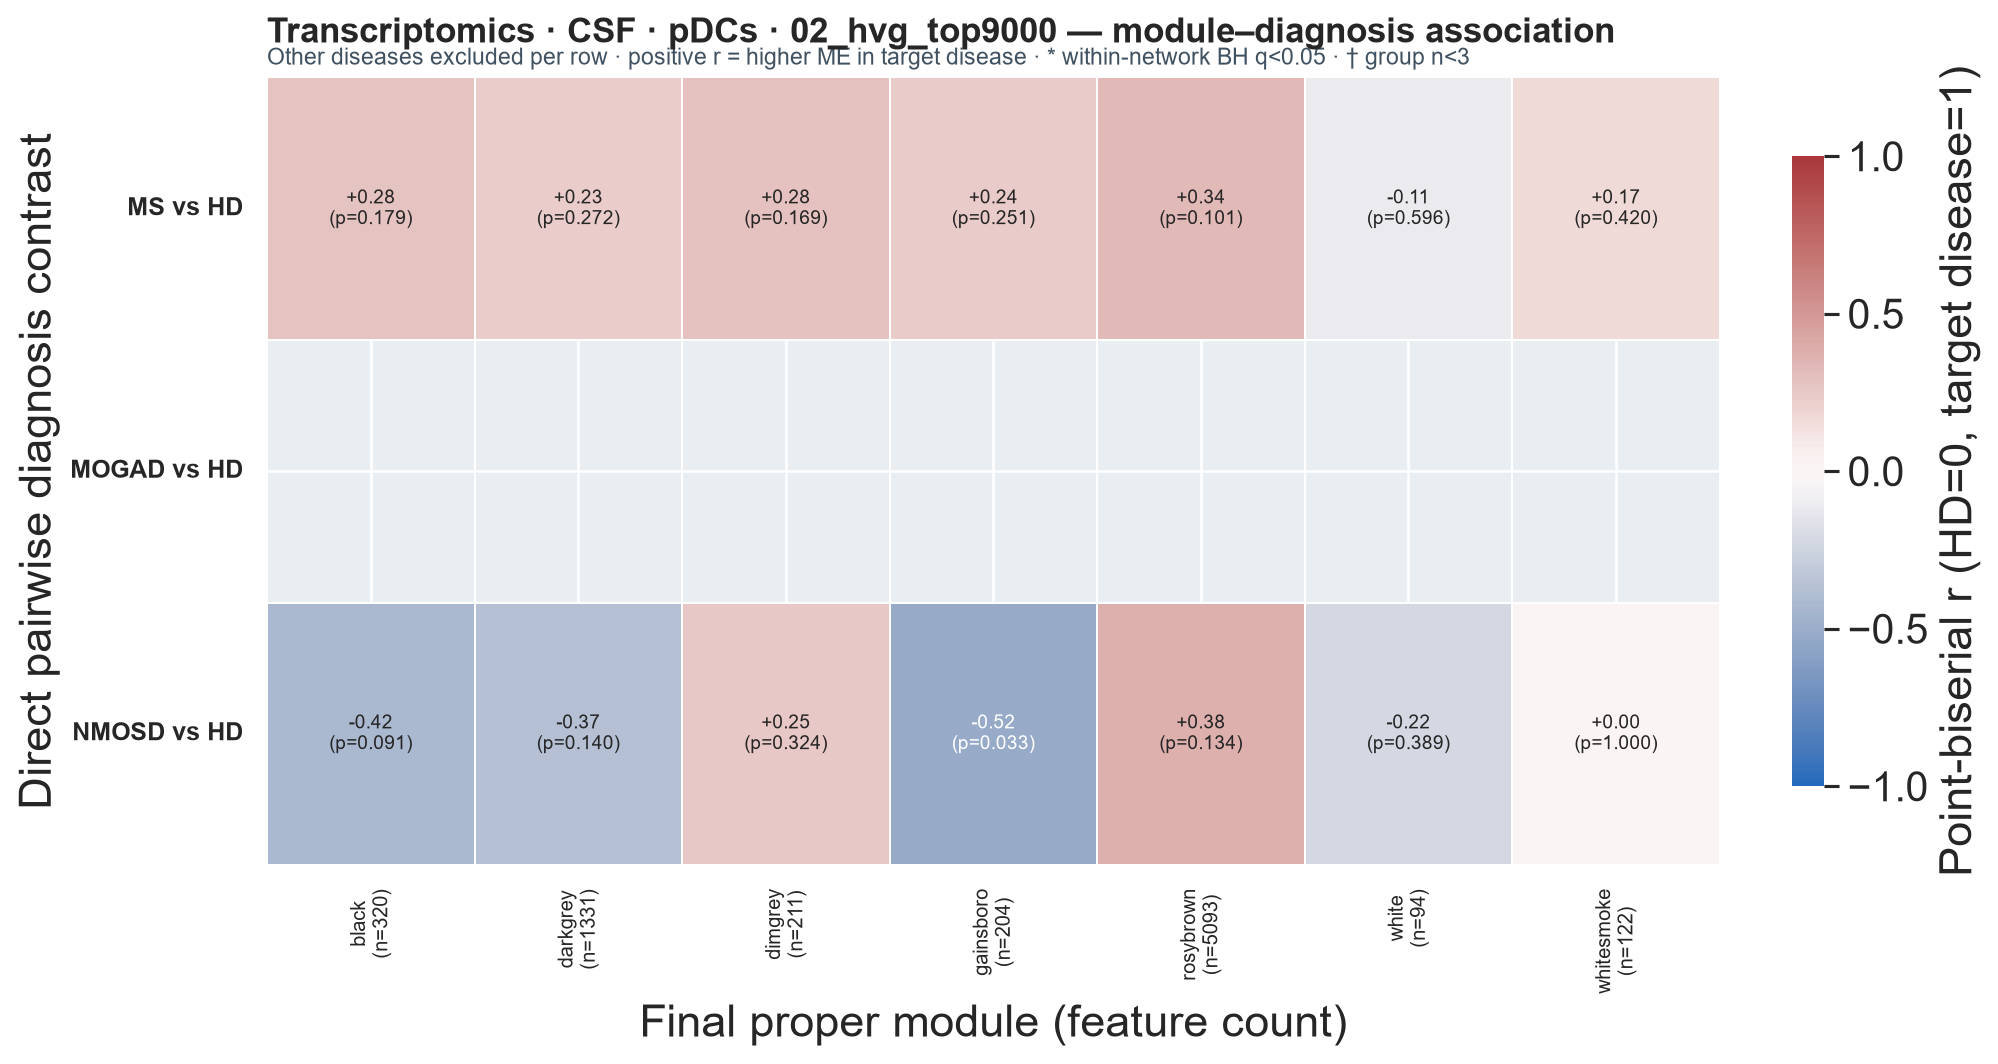 Transcriptomics · CSF · pDCs · 02_hvg_top9000 — module–diagnosis association
Other diseases excluded per row · positive r = higher ME in target disease · * within-network BH q<0.05 · † group n<3
Direct pairwise diagnosis contrast
MS vs HD
+0.28
(p=0.179)
+0.23
(p=0.272)
+0.28
(p=0.169)
+0.24
(p=0.251)
+0.34
(p=0.101)
-0.11
(p=0.596)
+0.17
(p=0.420)
MOGAD vs HD
NMOSD vs HD
-0.42
(p=0.091)
-0.37
(p=0.140)
+0.25
(p=0.324)
-0.52
(p=0.033)
+0.38
(p=0.134)
-0.22
(p=0.389)
+0.00
(p=1.000)
black
(n=320)
darkgrey
(n=1331)
dimgrey
(n=211)
gainsboro
(n=204)
rosybrown
(n=5093)
white
(n=94)
whitesmoke
(n=122)
Final proper module (feature count)
1.0
0.5
0.0
−0.5
−1.0
Point-biserial r (HD=0, target disease=1)